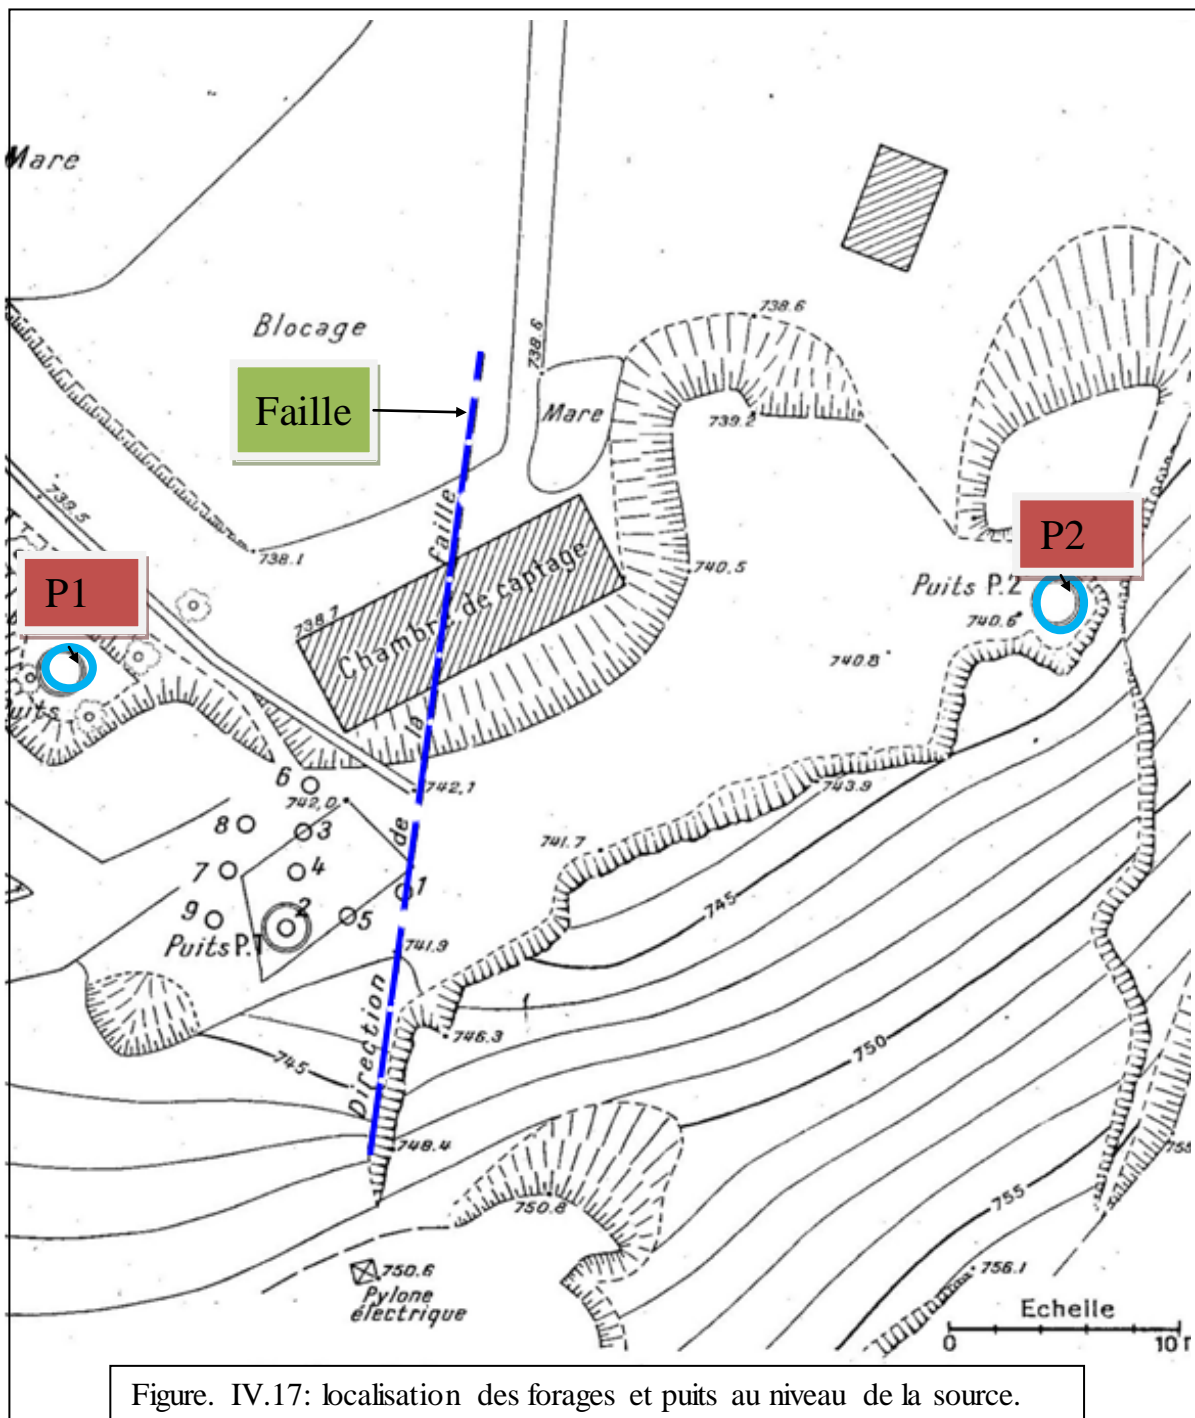 Mare
738.6
Blocage
738.6
Faille
Mare
739.2
faille
739.5
738.1
740.5
P2
P1
Puits P.2
740.6
738.7
Chambre de captage
740.8
Puits
la
6
742,1
742,0
743.9
8
3
de
741.7
7
4
1
745
9
2
5
Puits P.1
741.9
Direction
746.3
750
745
748.4
755
750.8
755
750.6
756.1
Pylone
électrique
Echelle
0
10
Figure. IV.17: localisation des forages et puits au niveau de la source.